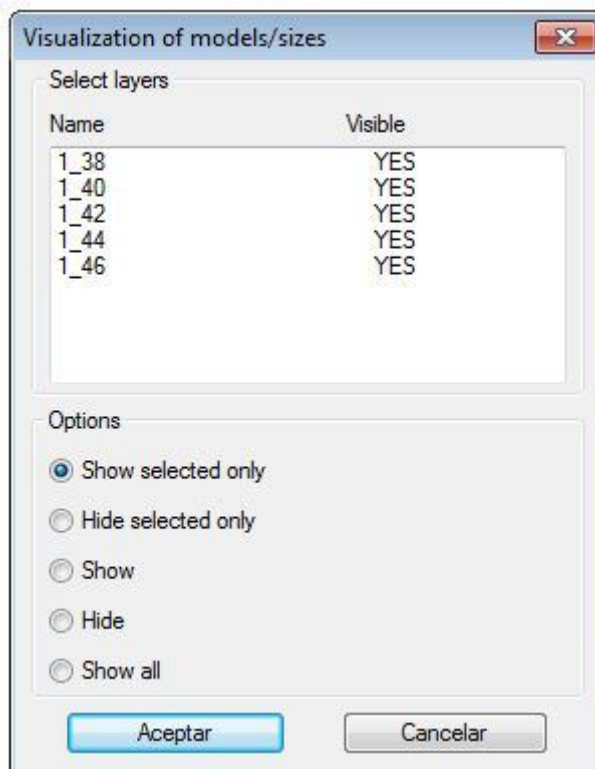 Visualization of models/sizes
Select layers
Name Visible
1_38 YES
1_40 YES
1_42 YES
1_44 YES
1_46 YES
Options
Show selected only
Hide selected only
Show
Hide
Show all
Aceptar Cancelar